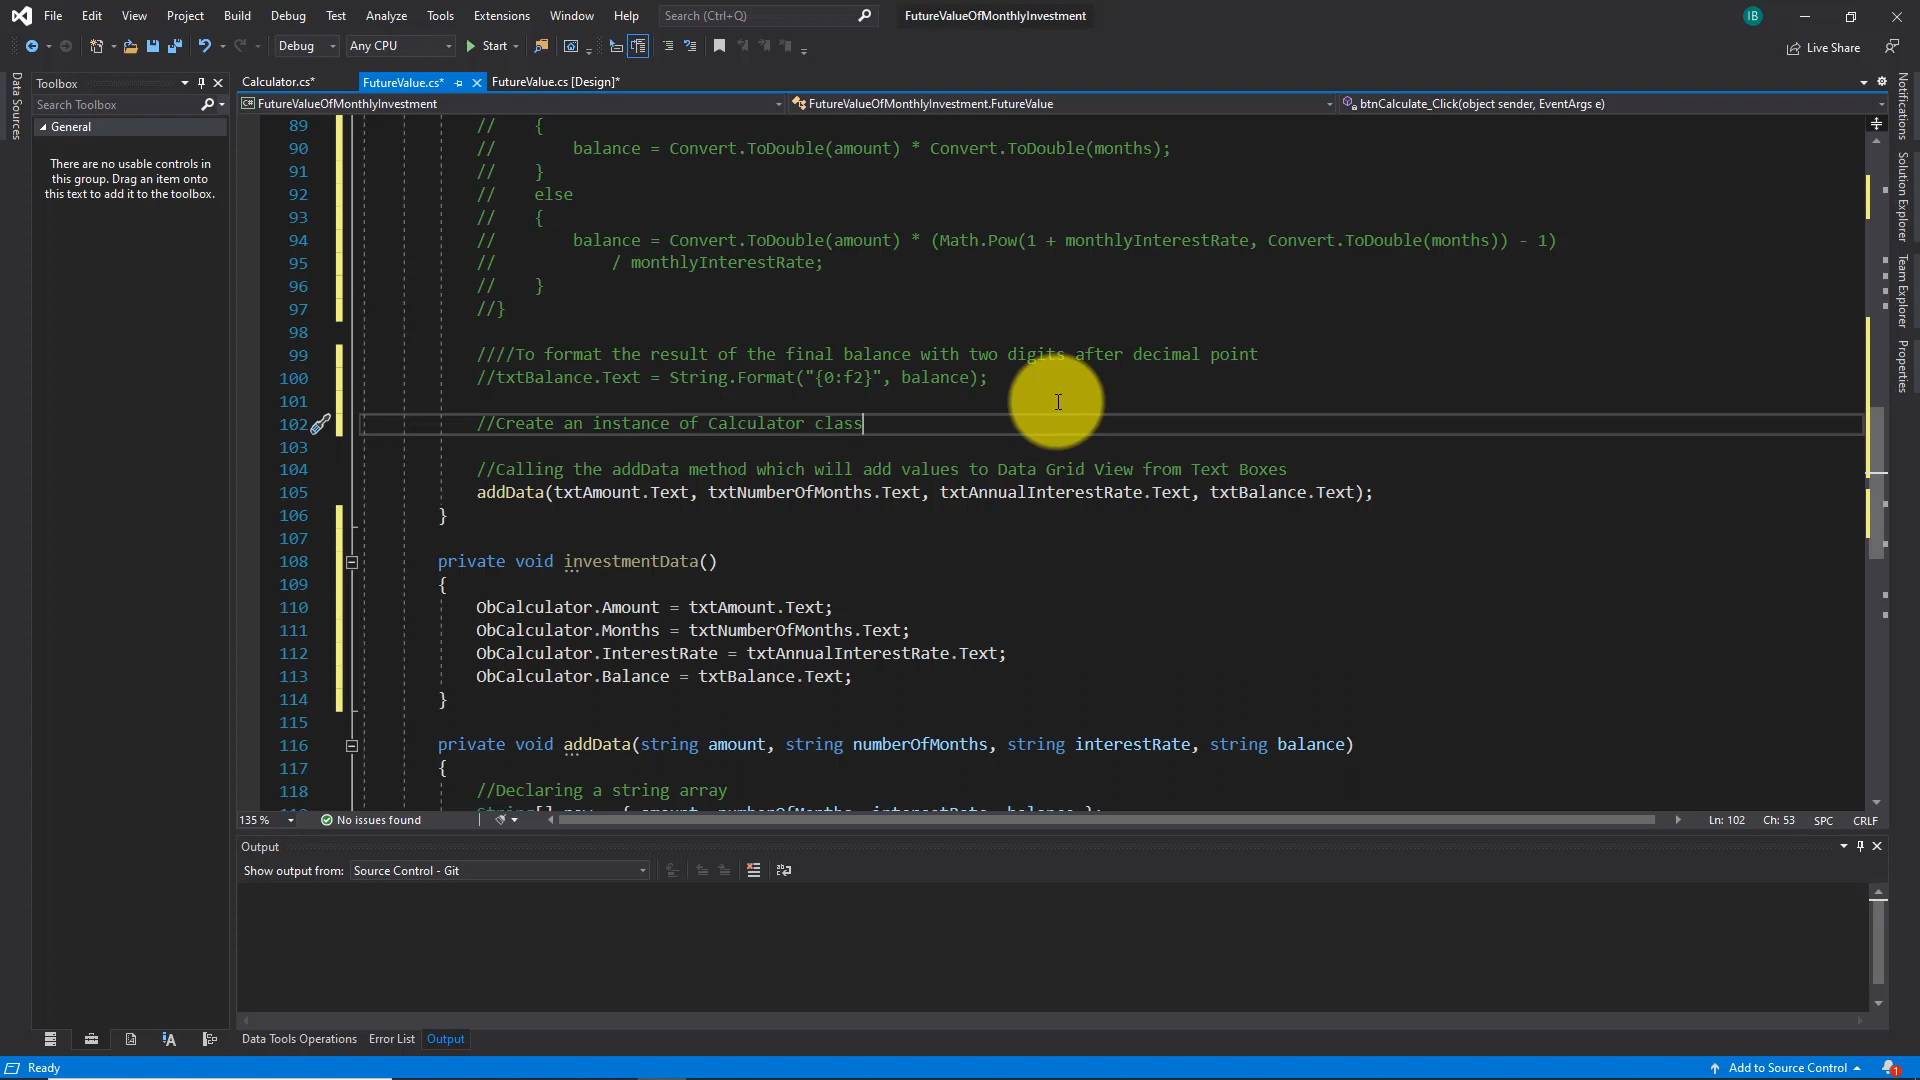 File Edit View Project Build Debug Test Analyze Tools Extensions Window Help Search (Ctrl+Q) FutureValueOfMonthlyInvestment IB
Debug Any CPU Start Live Share
Toolbox
Search Toolbox
General
There are no usable controls in
this group. Drag an item onto
this text to add it to the toolbox.
Data Sources
Calculator.cs* FutureValue.cs* FutureValue.cs [Design]*
FutureValueOfMonthlyInvestment FutureValueOfMonthlyInvestment.FutureValue btnCalculate_Click(object sender, EventArgs e)
89 // {
90 // balance = Convert.ToDouble(amount) * Convert.ToDouble(months);
91 // }
92 // else
93 // {
94 // balance = Convert.ToDouble(amount) * (Math.Pow(1 + monthlyInterestRate, Convert.ToDouble(months)) - 1)
95 // / monthlyInterestRate;
96 // }
97 //}
98
99 ////To format the result of the final balance with two digits after decimal point
100 //txtBalance.Text = String.Format("{0:f2}", balance);
101
102 //Create an instance of Calculator class
103
104 //Calling the addData method which will add values to Data Grid View from Text Boxes
105 addData(txtAmount.Text, txtNumberOfMonths.Text, txtAnnualInterestRate.Text, txtBalance.Text);
106 }
107
108 private void investmentData()
109 {
110 ObCalculator.Amount = txtAmount.Text;
111 ObCalculator.Months = txtNumberOfMonths.Text;
112 ObCalculator.InterestRate = txtAnnualInterestRate.Text;
113 ObCalculator.Balance = txtBalance.Text;
114 }
115
116 private void addData(string amount, string numberOfMonths, string interestRate, string balance)
117 {
118 //Declaring a string array
135 % No issues found Ln: 102 Ch: 53 SPC CRLF
Output
Show output from: Source Control - Git
Data Tools Operations Error List Output
Notifications
Solution Explorer
Team Explorer
Properties
Ready Add to Source Control 1